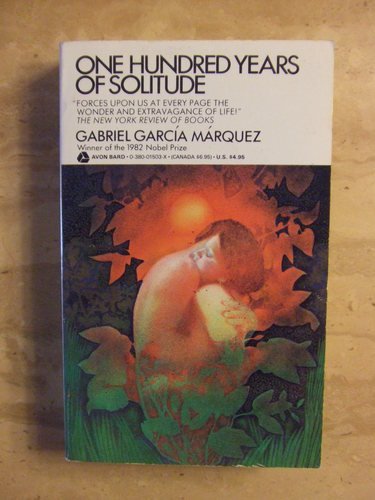 ONE HUNDRED YEARS
OF SOLITUDE
"FORCES UPON US AT EVERY PAGE THE
WONDER AND EXTRAVAGANCE OF LIFE!"
THE NEW YORK REVIEW OF BOOKS
GABRIEL GARCÍA MÁRQUEZ
Winner of the 1982 Nobel Prize
AVON BARD • 0-380-01503-X • (CANADA $6.95) • U.S. $4.95